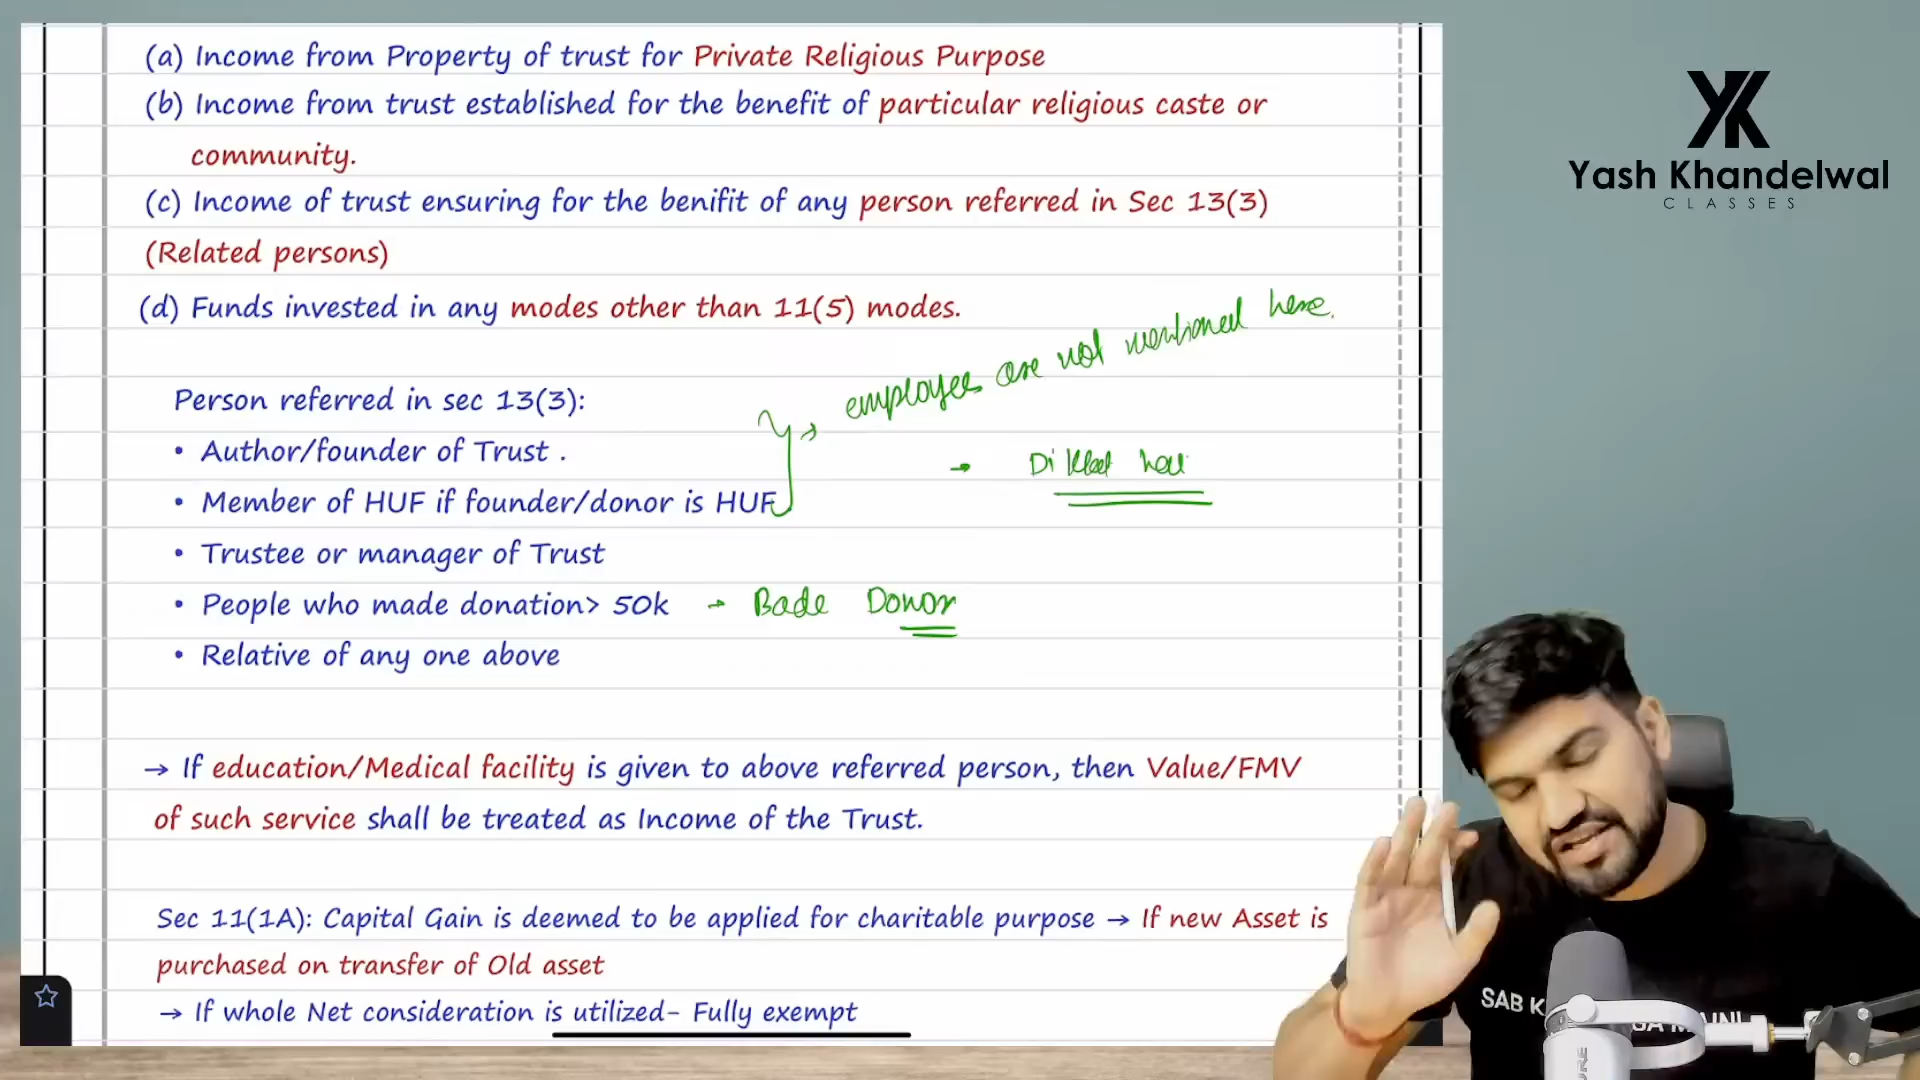 (a) Income from Property of trust for Private Religious Purpose
(b) Income from trust established for the benefit of particular religious caste or
community.
(c) Income of trust ensuring for the benifit of any person referred in Sec 13(3)
(Related persons)
(d) Funds invested in any modes other than 11(5) modes.
employees are not mentioned here.
Person referred in sec 13(3):
• Author/founder of Trust .
• Member of HUF if founder/donor is HUF
• Trustee or manager of Trust
• People who made donation> 50k → Bade Donor
• Relative of any one above
→ If education/Medical facility is given to above referred person, then Value/FMV
of such service shall be treated as Income of the Trust.
Sec 11(1A): Capital Gain is deemed to be applied for charitable purpose → If new Asset is
purchased on transfer of Old asset
→ If whole Net consideration is utilized- Fully exempt
YK
Yash Khandelwal
CLASSES
SAB K